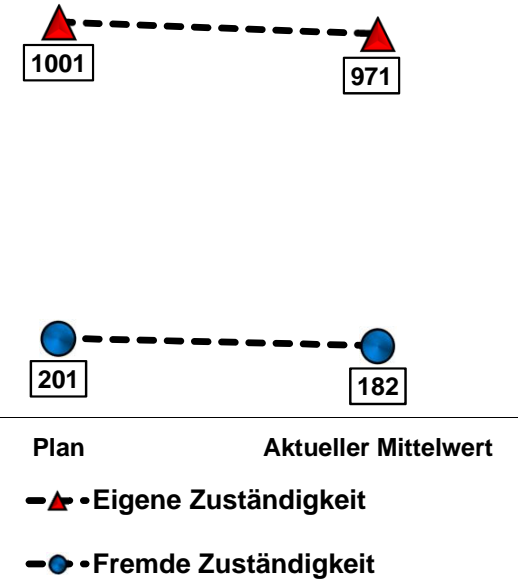 1001
971
201
182
Plan Aktueller Mittelwert
Eigene Zuständigkeit
Fremde Zuständigkeit